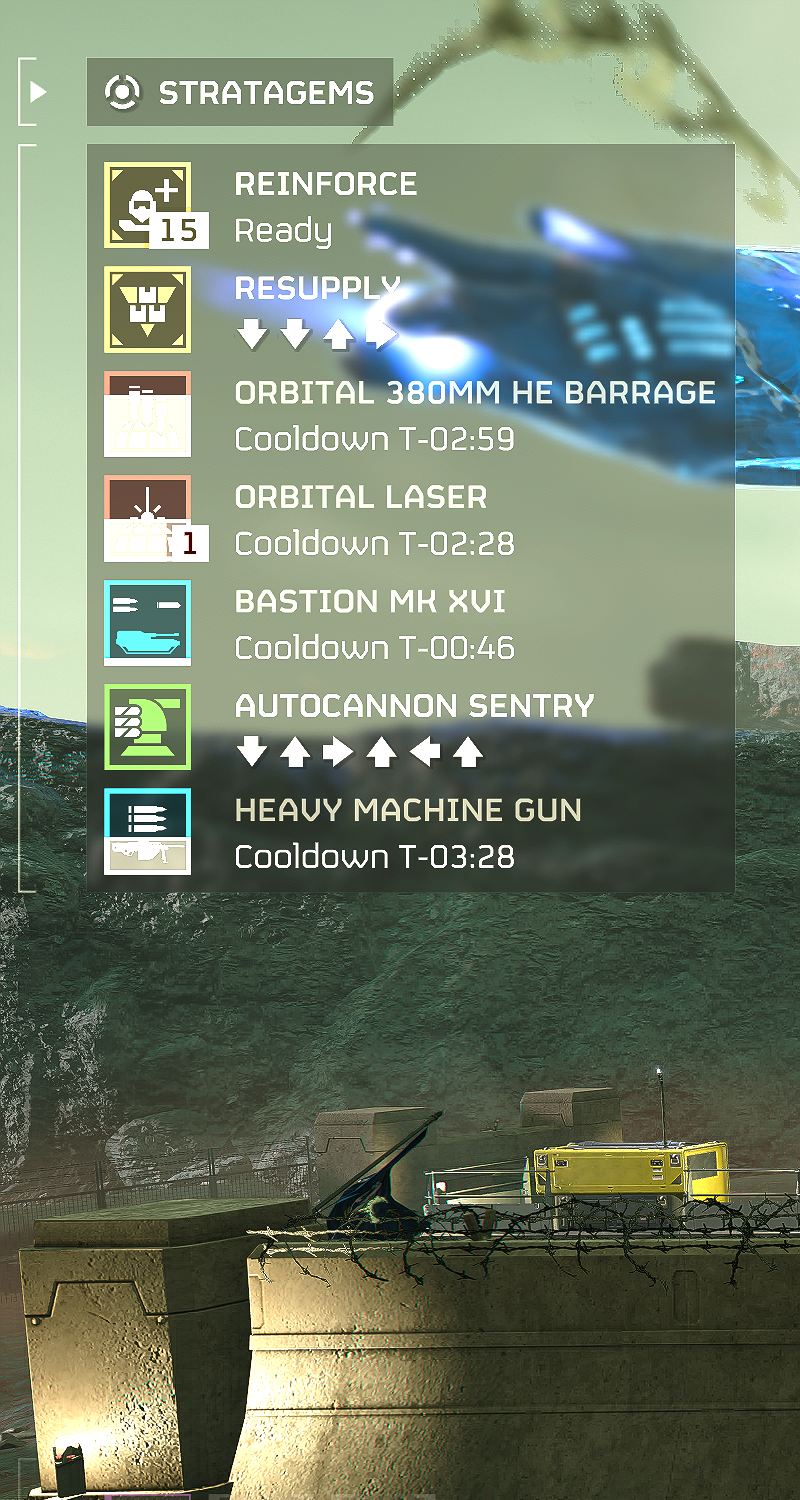 STRATAGEMS
REINFORCE
15
Ready
RESUPPLY
ORBITAL 380MM HE BARRAGE
Cooldown T-02:59
ORBITAL LASER
1
Cooldown T-02:28
BASTION MK XVI
Cooldown T-00:46
AUTOCANNON SENTRY
HEAVY MACHINE GUN
Cooldown T-03:28